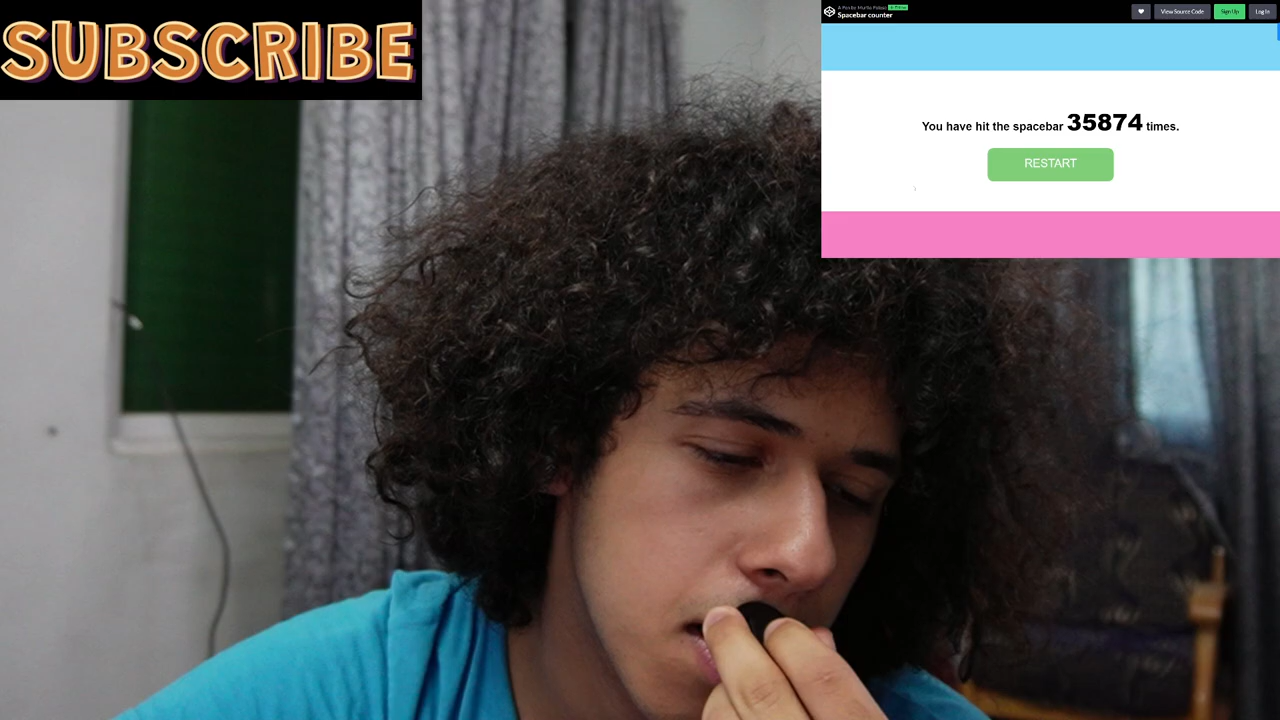 SUBSCRIBE
Spacebar counter
View Source Code
Sign Up
Log In
You have hit the spacebar 35874 times.
RESTART